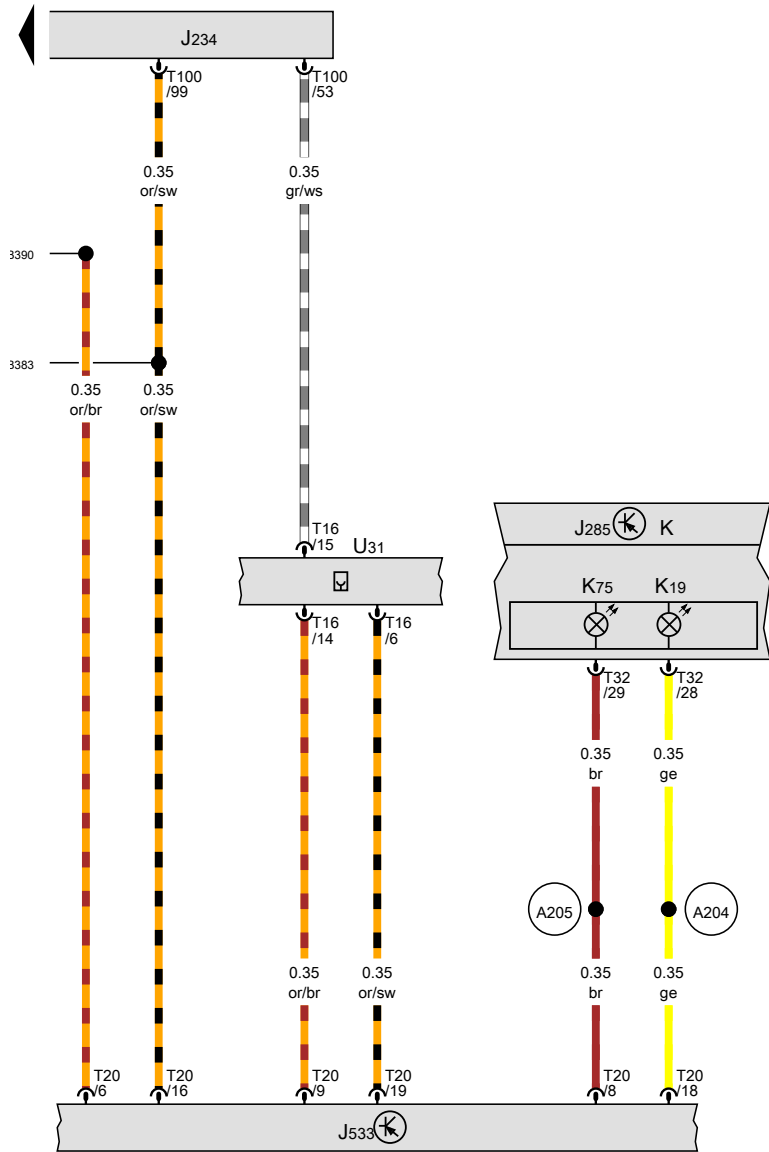 J234
T100
/99
T100
/53
0.35
or/sw
0.35
gr/ws
3390
3383
0.35
or/br
0.35
or/sw
T16
/15
U31
J285
K
K75
K19
T16
/14
T16
/6
T32
/29
T32
/28
0.35
br
0.35
ge
A205
A204
0.35
or/br
0.35
or/sw
0.35
br
0.35
ge
T20
/6
T20
/16
T20
/9
T20
/19
T20
/8
T20
/18
J533